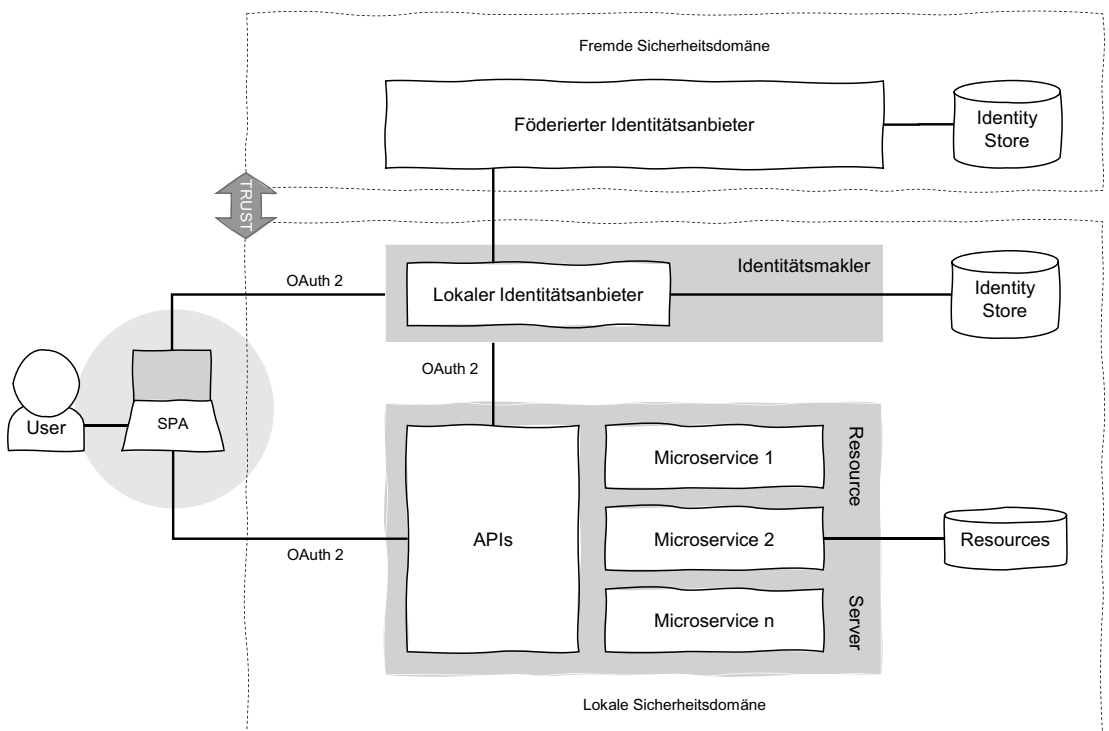 Fremde Sicherheitsdomäne
Föderierter Identitätsanbieter
Identity
Store
TRUST
Identitätsmakler
OAuth 2
Lokaler Identitätsanbieter
Identity
Store
OAuth 2
User
SPA
Microservice 1
Resource
OAuth 2
APIs
Microservice 2
Resources
Microservice n
Server
Lokale Sicherheitsdomäne